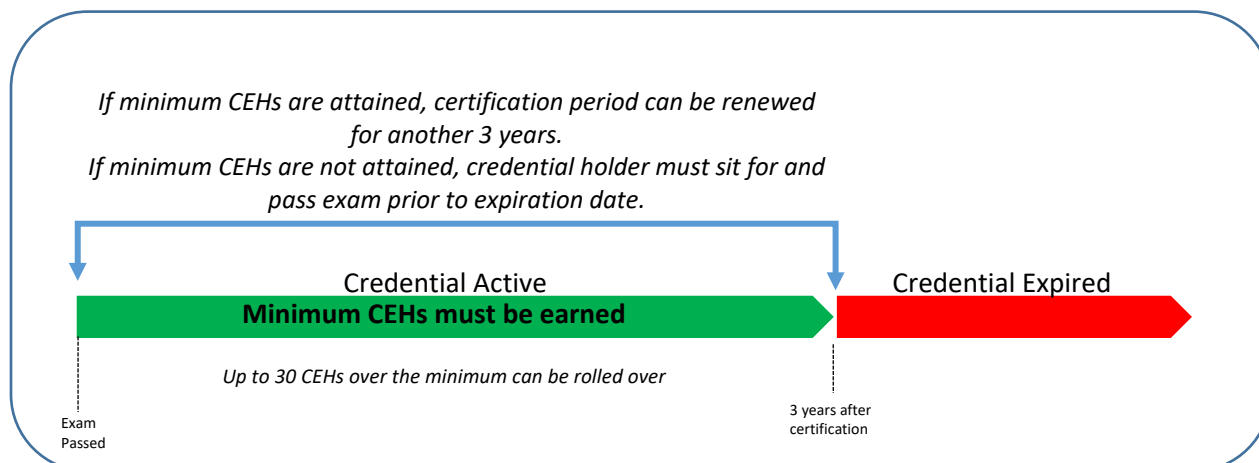 If minimum CEHs are attained, certification period can be renewed
for another 3 years.
If minimum CEHs are not attained, credential holder must sit for and
pass exam prior to expiration date.
Credential Active
Credential Expired
Minimum CEHs must be earned
Up to 30 CEHs over the minimum can be rolled over
Exam
Passed
3 years after
certification